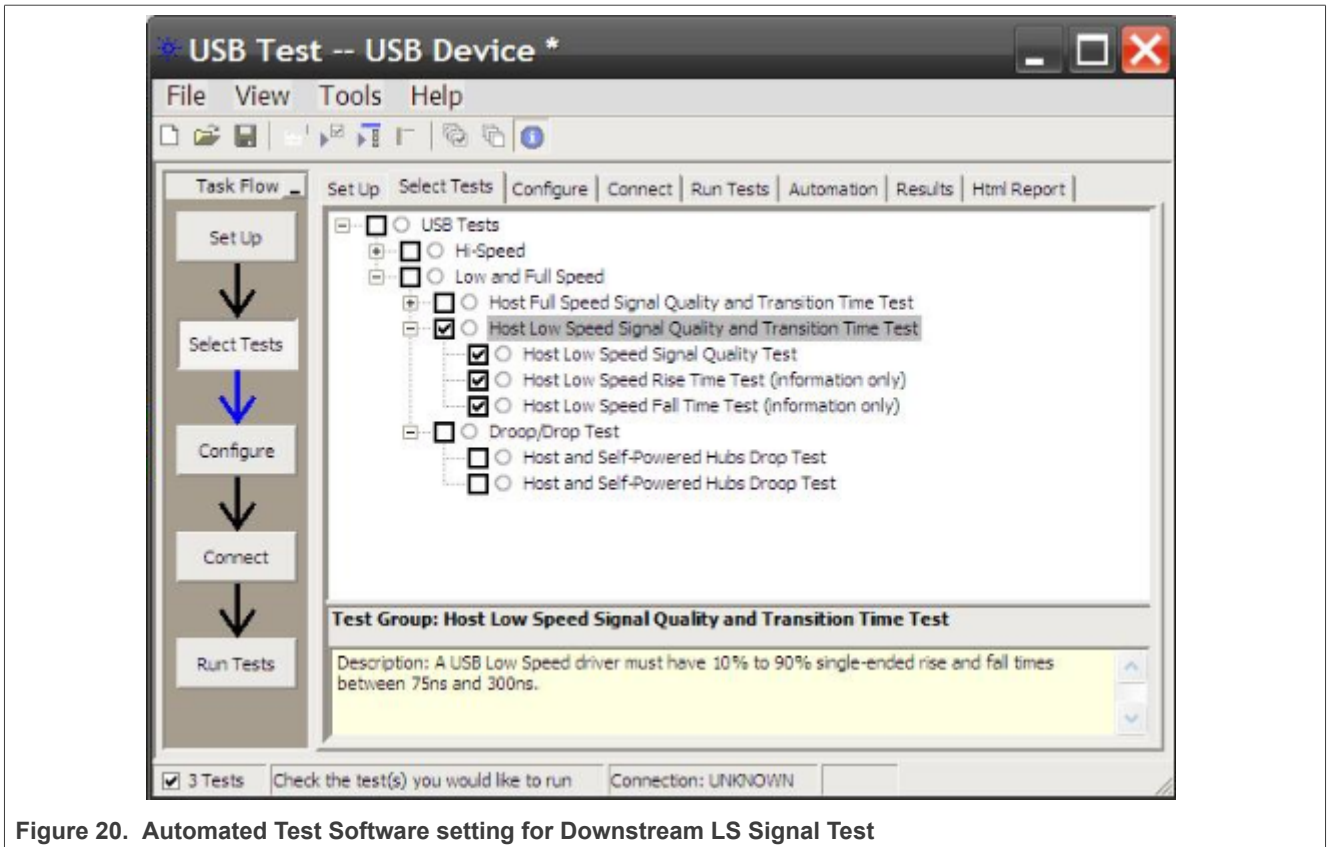 USB Test -- USB Device *
File View Tools Help
Task Flow
Set Up
Select Tests
Configure
Connect
Run Tests
Set Up Select Tests Configure Connect Run Tests Automation Results Html Report
USB Tests
Hi-Speed
Low and Full Speed
Host Full Speed Signal Quality and Transition Time Test
Host Low Speed Signal Quality and Transition Time Test
Host Low Speed Signal Quality Test
Host Low Speed Rise Time Test (information only)
Host Low Speed Fall Time Test (information only)
Droop/Drop Test
Host and Self-Powered Hubs Drop Test
Host and Self-Powered Hubs Droop Test
Test Group: Host Low Speed Signal Quality and Transition Time Test
Description: A USB Low Speed driver must have 10% to 90% single-ended rise and fall times
between 75ns and 300ns.
3 Tests Check the test(s) you would like to run Connection: UNKNOWN
Figure 20. Automated Test Software setting for Downstream LS Signal Test